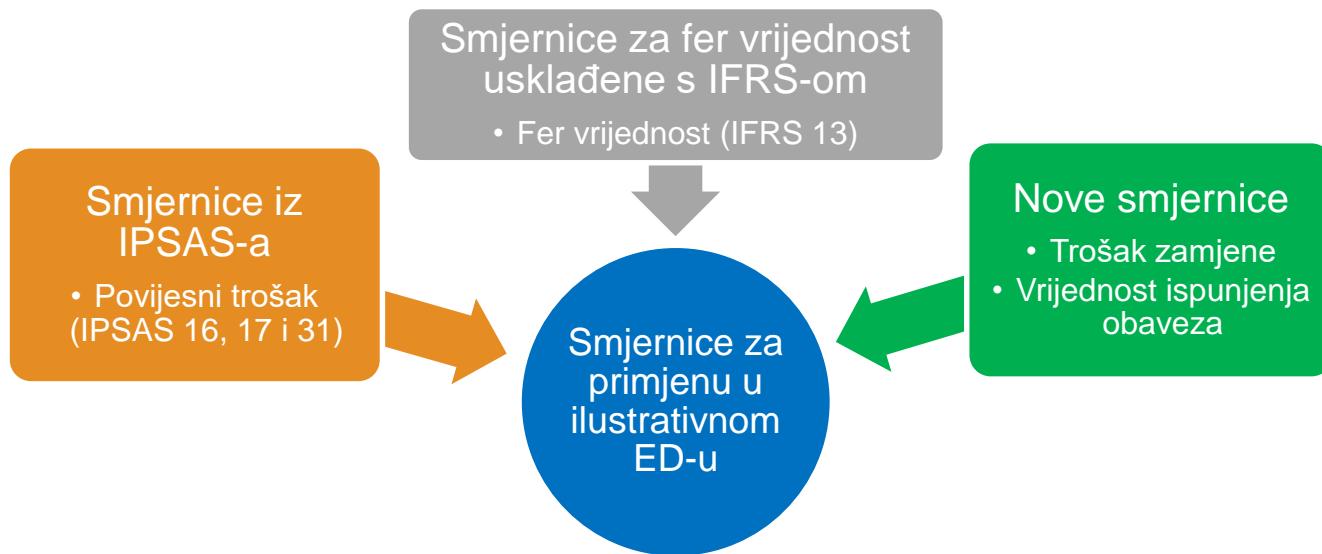 Smjernice za fer vrijednost
usklađene s IFRS-om
• Fer vrijednost (IFRS 13)
Smjernice iz
IPSAS-a
• Povijesni trošak
(IPSAS 16, 17 i 31)
Nove smjernice
• Trošak zamjene
• Vrijednost ispunjenja
obaveza
Smjernice za
primjenu u
ilustrativnom
ED-u